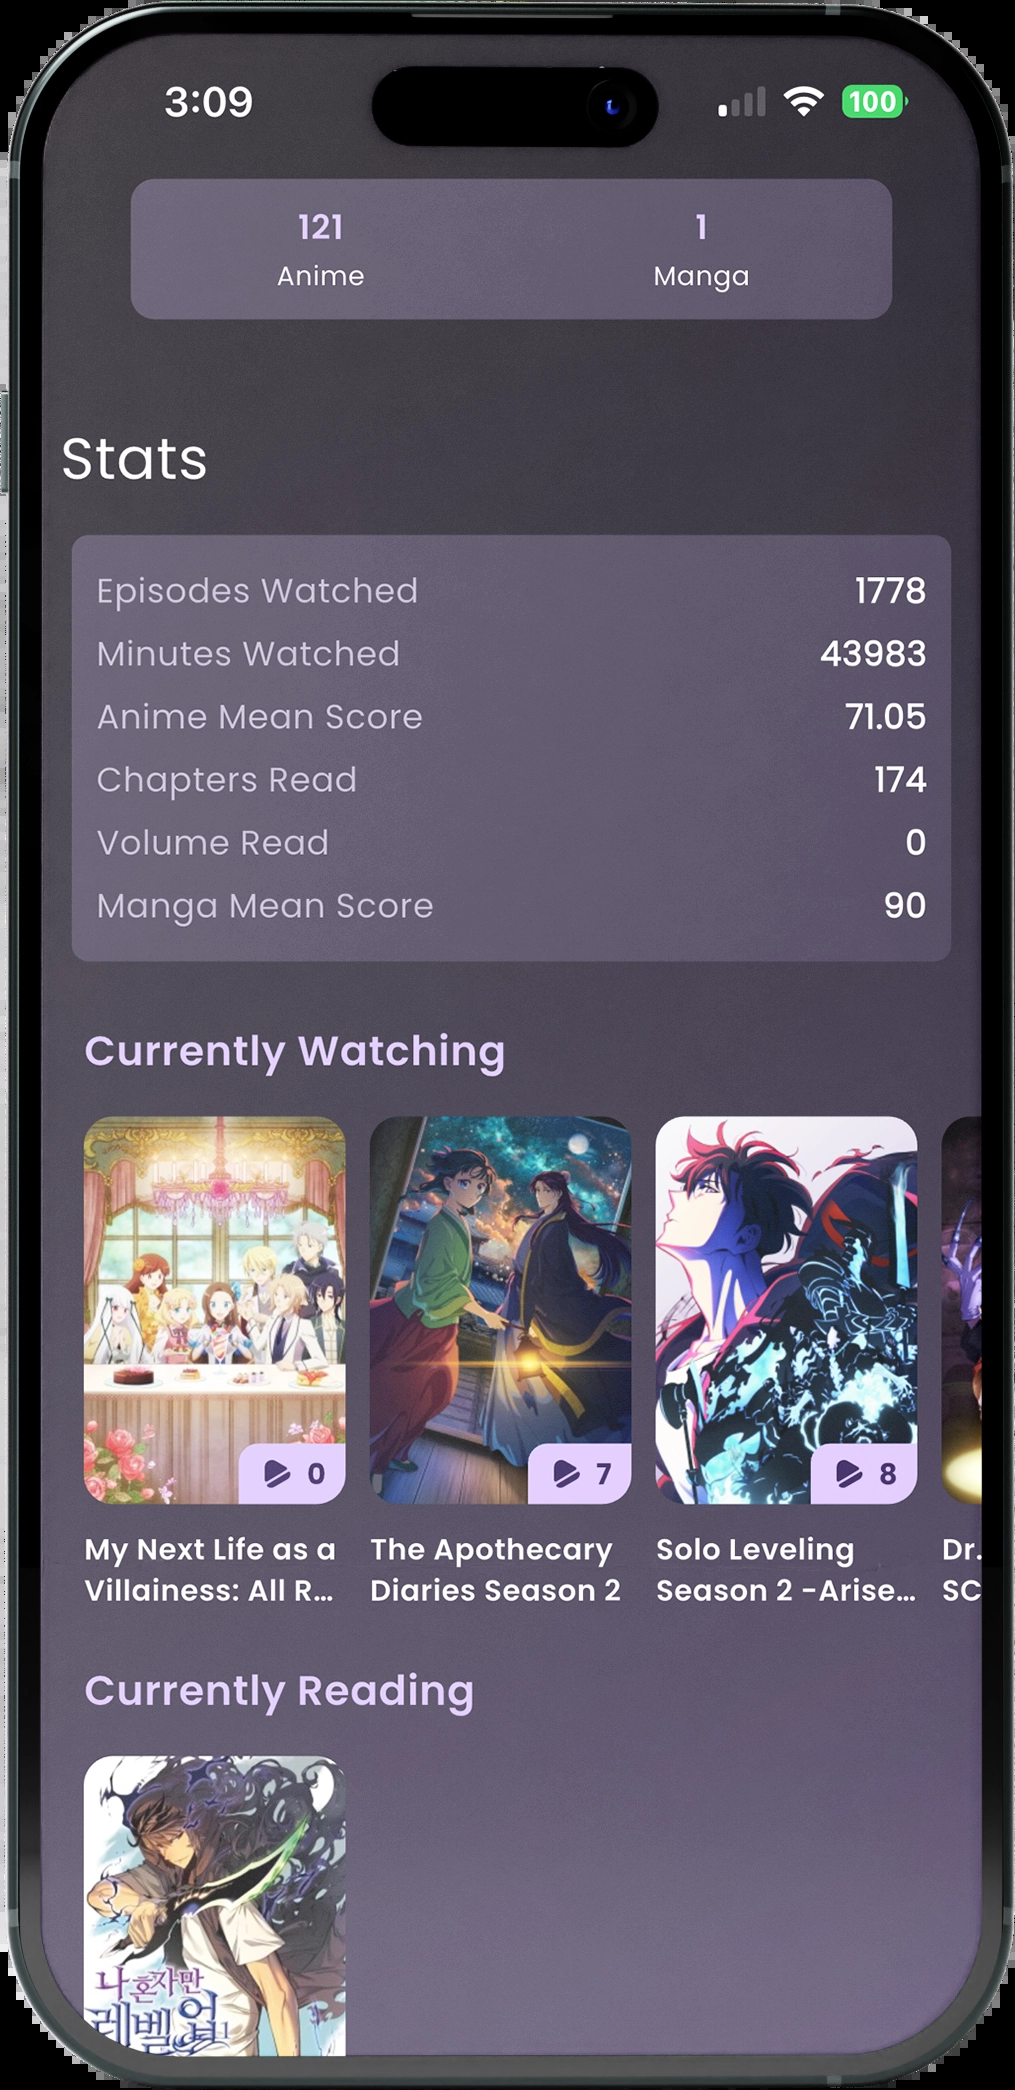 3:09
100
121
1
Anime
Manga
Stats
Episodes Watched
1778
Minutes Watched
43983
Anime Mean Score
71.05
Chapters Read
174
Volume Read
0
Manga Mean Score
90
Currently Watching
0
7
8
My Next Life as a
Villainess: All R...
The Apothecary
Diaries Season 2
Solo Leveling
Season 2 -Arise...
Dr.
SC
Currently Reading
나 혼자만
레벨업
1